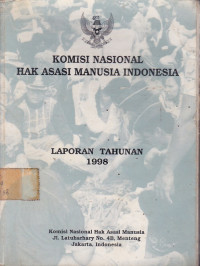 KOMISI NASIONAL
HAK ASASI MANUSIA INDONESIA
LAPORAN TAHUNAN
1998
Komisi Nasional Hak Asasi Manusia
Jl. Latuharhary No. 4B, Menteng
Jakarta, Indonesia